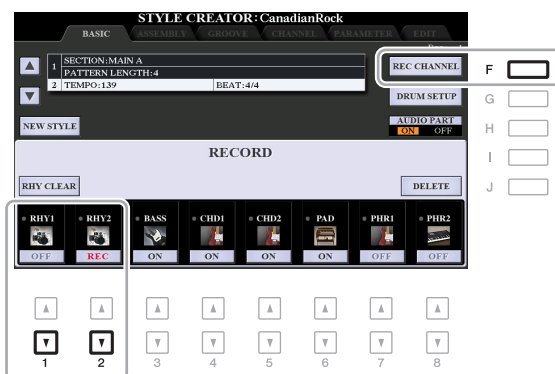 STYLE CREATOR: CanadianRock
BASIC ASSEMBLY GROOVE CHANNEL PARAMETER EDIT
1 SECTION:MAIN A
PATTERN LENGTH:4
2 TEMPO:139 BEAT:4/4
REC CHANNEL
F
DRUM SETUP
G
NEW STYLE
AUDIO PART
ON OFF
H
RECORD
I
RHY CLEAR
DELETE
J
RHY1 RHY2 BASS CHD1 CHD2 PAD PHR1 PHR2
OFF REC ON ON ON ON OFF OFF
1 2 3 4 5 6 7 8